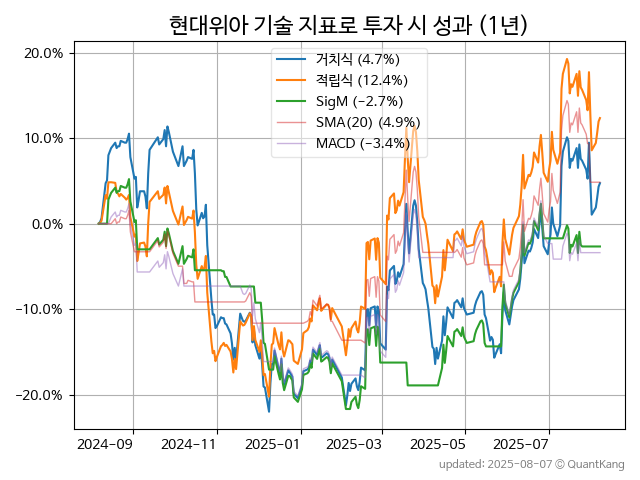 현대위아 기술 지표로 투자 시 성과 (1년)
거치식 (4.7%)
적립식 (12.4%)
SigM (−2.7%)
SMA(20) (4.9%)
MACD (−3.4%)
20.0%
10.0%
0.0%
−10.0%
−20.0%
2024-09 2024-11 2025-01 2025-03 2025-05 2025-07
updated: 2025-08-07 © QuantKang